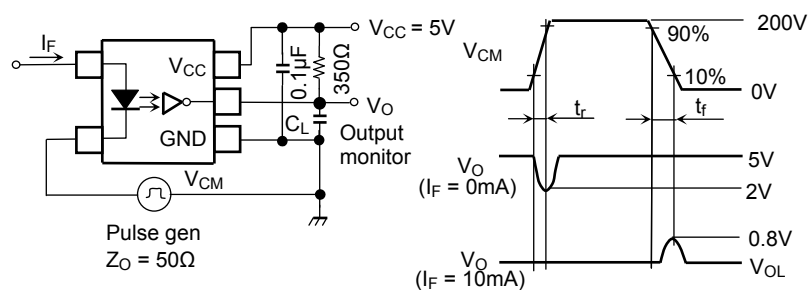 IF
VCC
GND
0.1μF
350Ω
CL
VCC = 5V
VO
Output
monitor
VCM
Pulse gen
ZO = 50Ω
VCM
200V
90%
10%
0V
tr
tf
VO
(IF = 0mA)
5V
2V
VO
(IF = 10mA)
0.8V
VOL